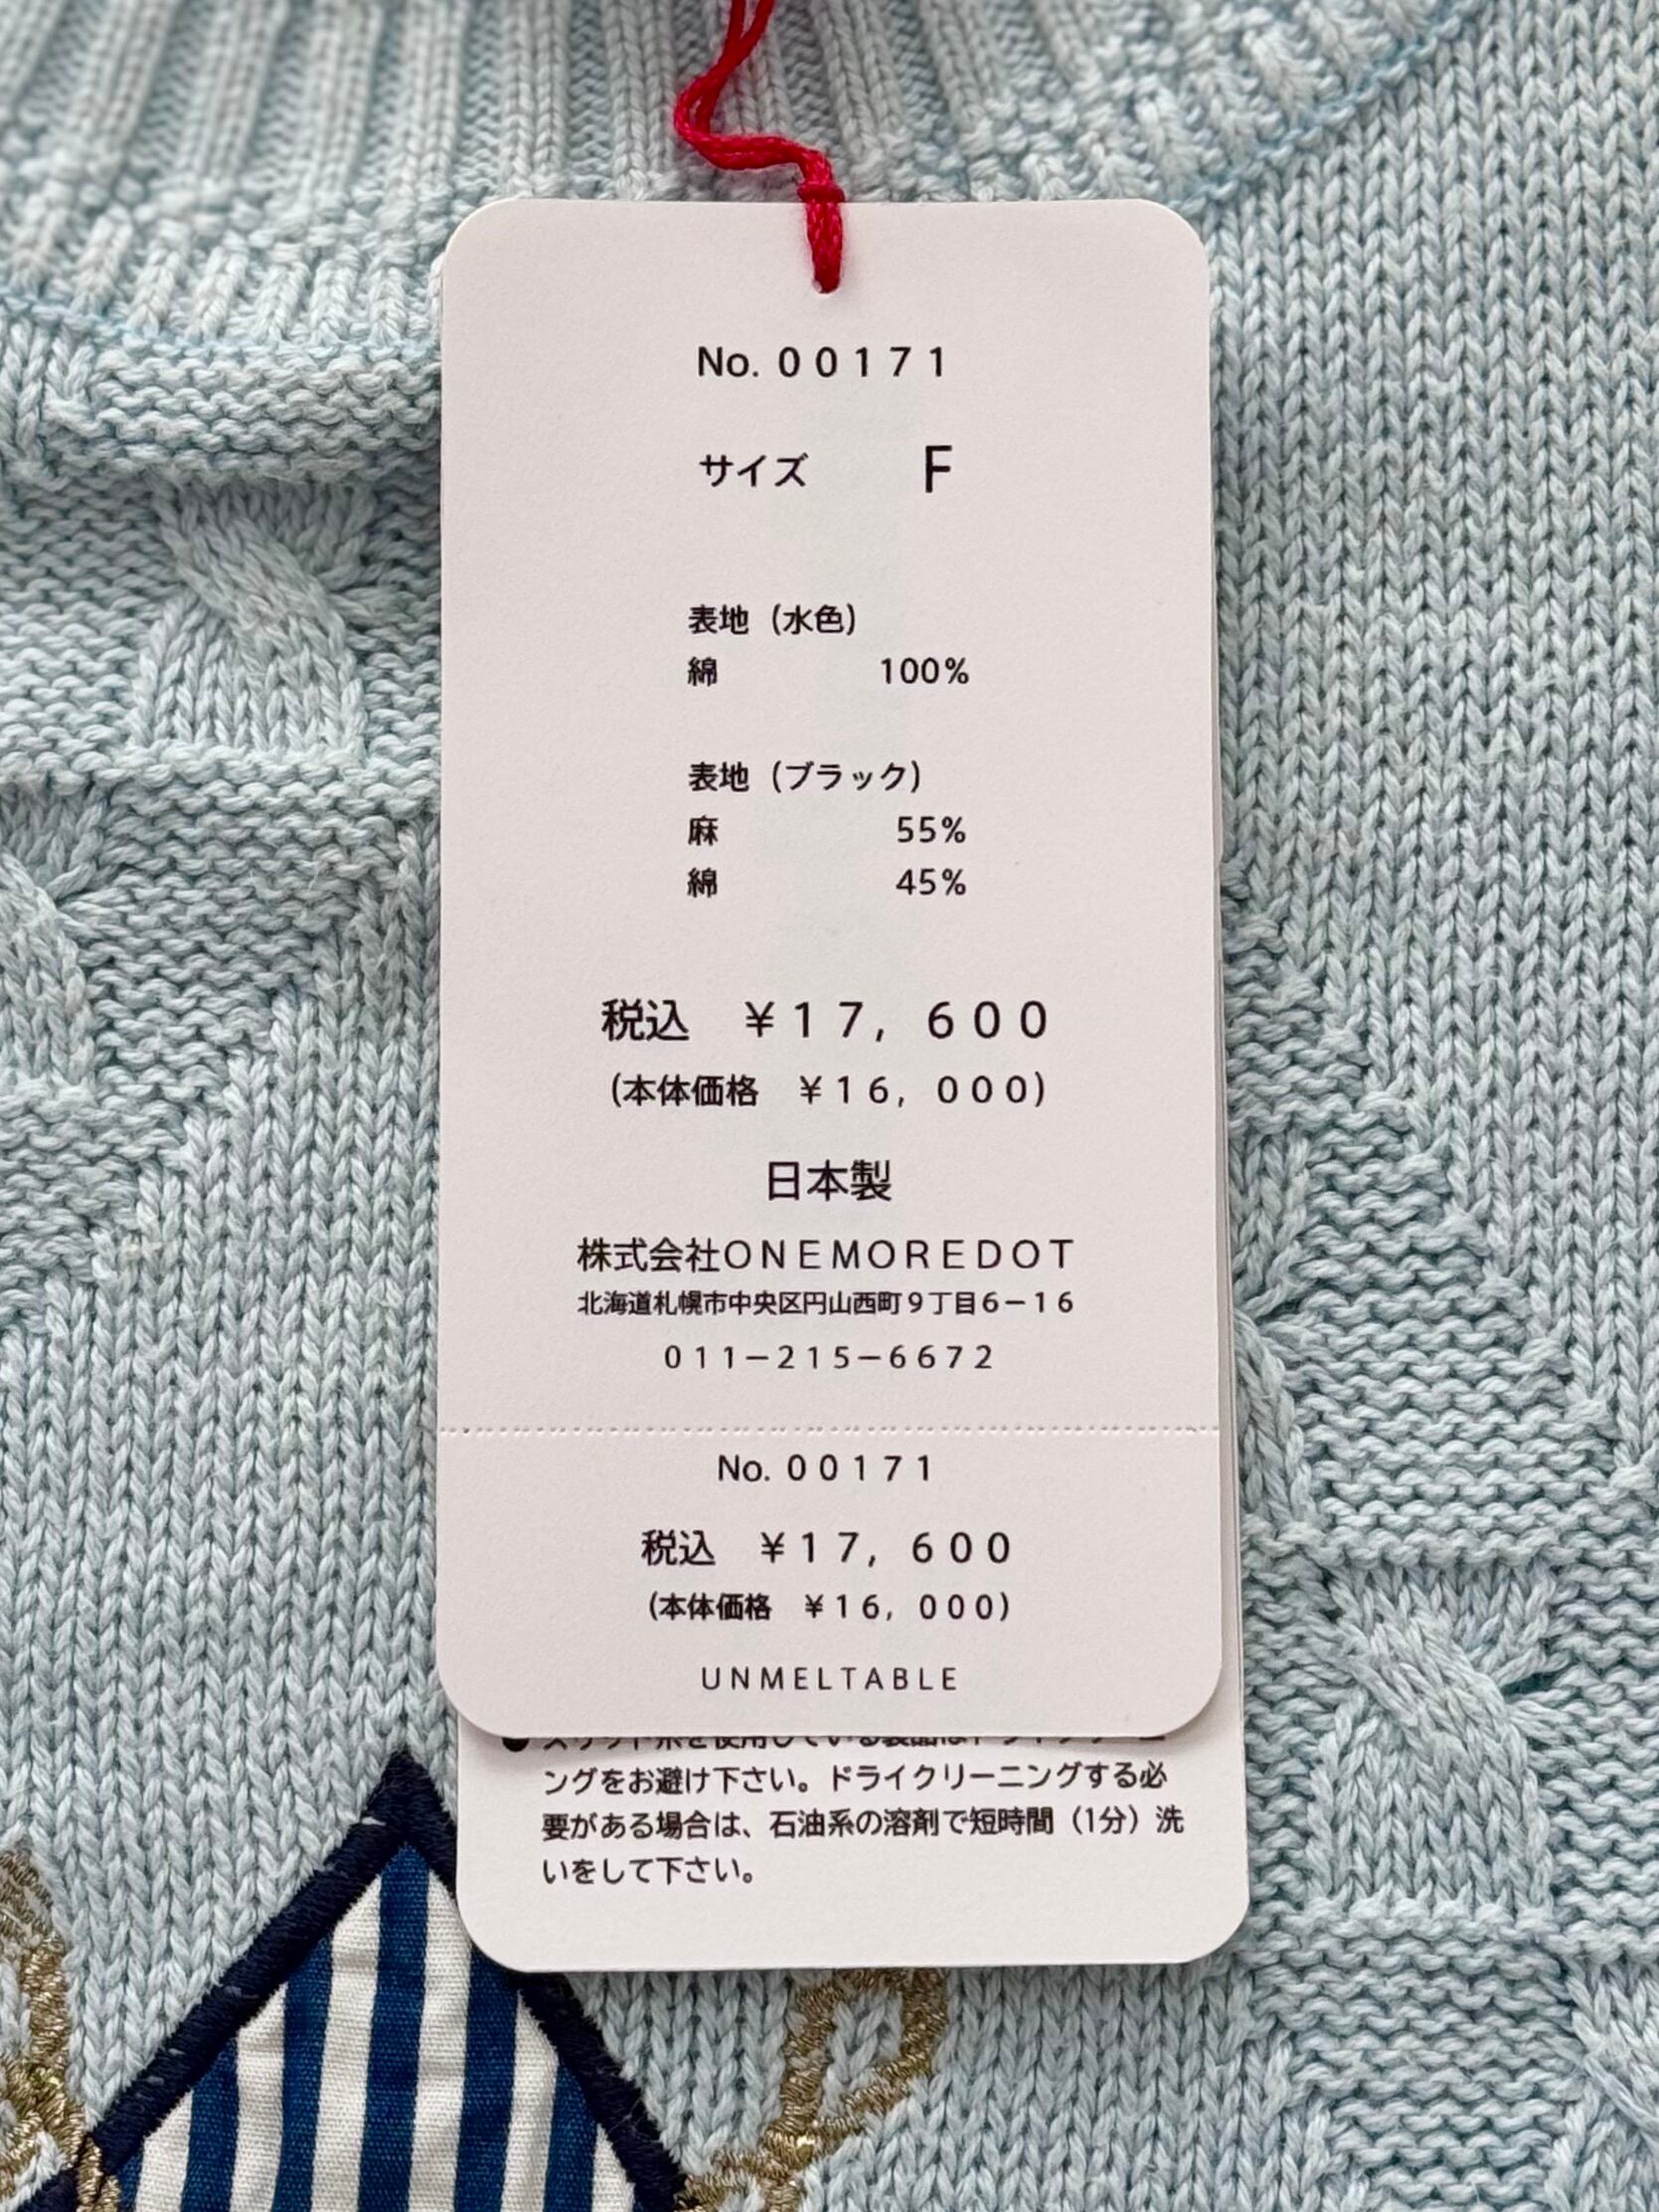 No. 00171
サイズ F
表地（水色）
綿 100%
表地（ブラック）
麻 55%
綿 45%
税込 ¥17,600
(本体価格 ¥16,000)
日本製
株式会社ONEMOREDOT
北海道札幌市中央区円山西町9丁目6－16
011－215－6672
No. 00171
税込 ¥17,600
(本体価格 ¥16,000)
UNMELTABLE
ングをお避け下さい。ドライクリーニングする必
要がある場合は、石油系の溶剤で短時間（1分）洗
いをして下さい。